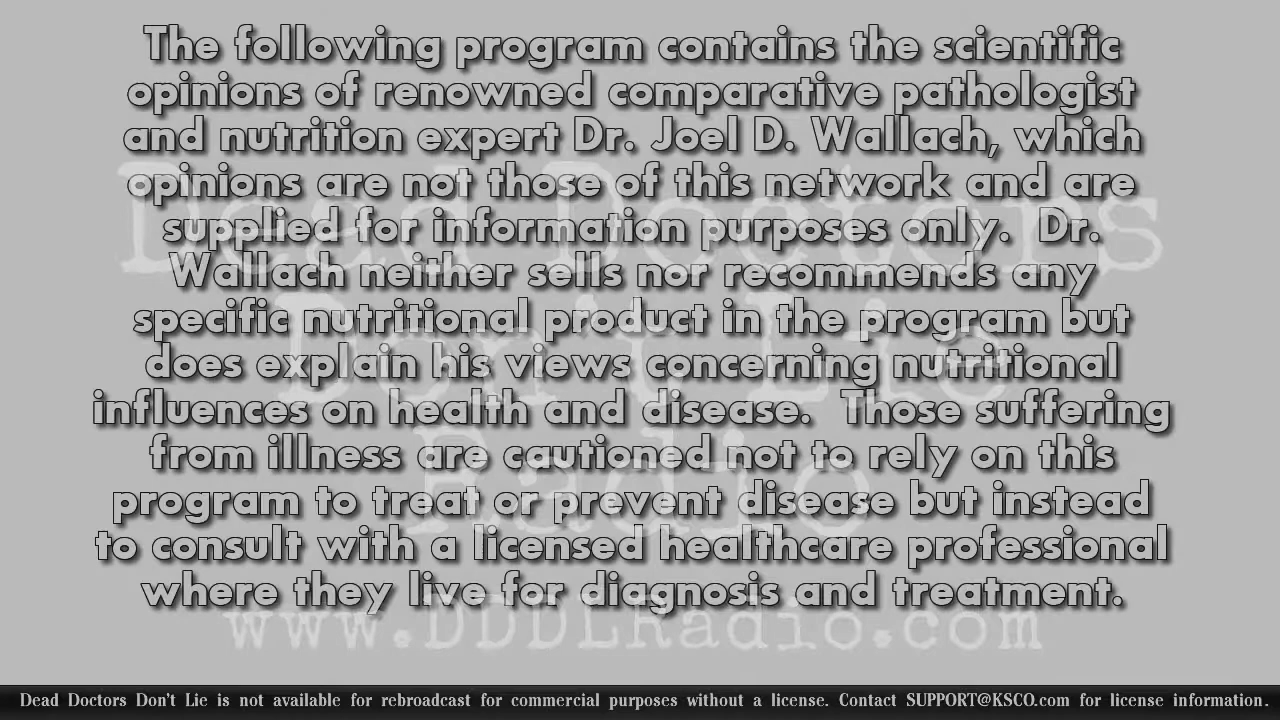 The following program contains the scientific
opinions of renowned comparative pathologist
and nutrition expert Dr. Joel D. Wallach, which
opinions are not those of this network and are
supplied for information purposes only.  Dr.
Wallach neither sells nor recommends any
specific nutritional product in the program but
does explain his views concerning nutritional
influences on health and disease.  Those suffering
from illness are cautioned not to rely on this
program to treat or prevent disease but instead
to consult with a licensed healthcare professional
where they live for diagnosis and treatment.
Dead Doctors
Don't Lie
Radio
www.DDDLRadio.com
Dead Doctors Don't Lie is not available for rebroadcast for commercial purposes without a license. Contact SUPPORT@KSCO.com for license information.